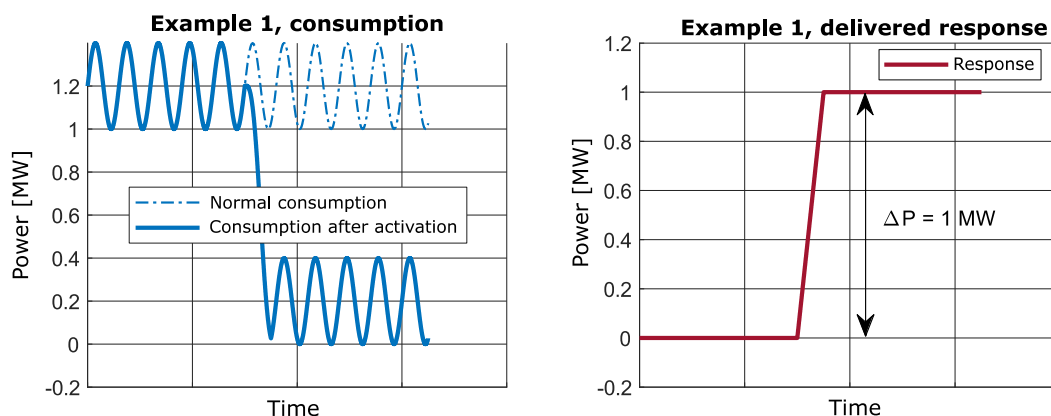 Example 1, consumption
Power [MW]
1.2
1
0.8
0.6
0.4
0.2
0
-0.2
Normal consumption
Consumption after activation
Time
Example 1, delivered response
Power [MW]
1.2
1
0.8
0.6
0.4
0.2
0
-0.2
Response
ΔP = 1 MW
Time